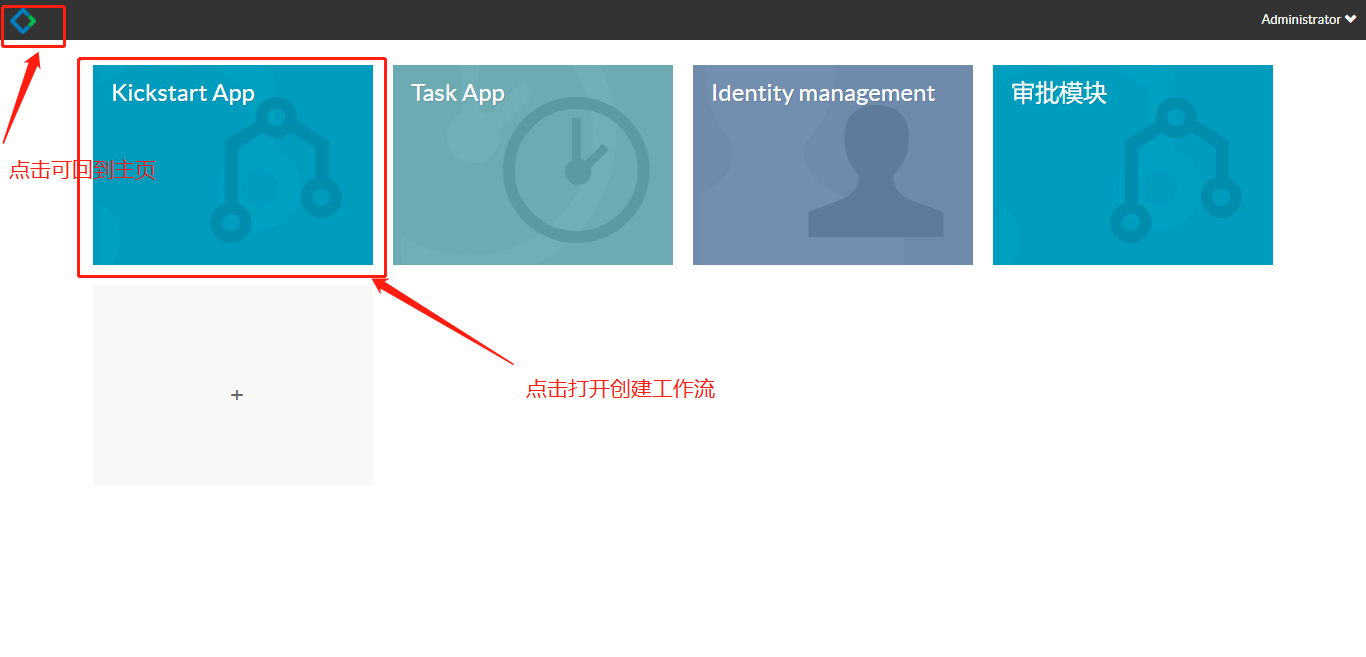 Administrator
Kickstart App
Task App
Identity management
审批模块
点击可回到主页
+
点击打开创建工作流